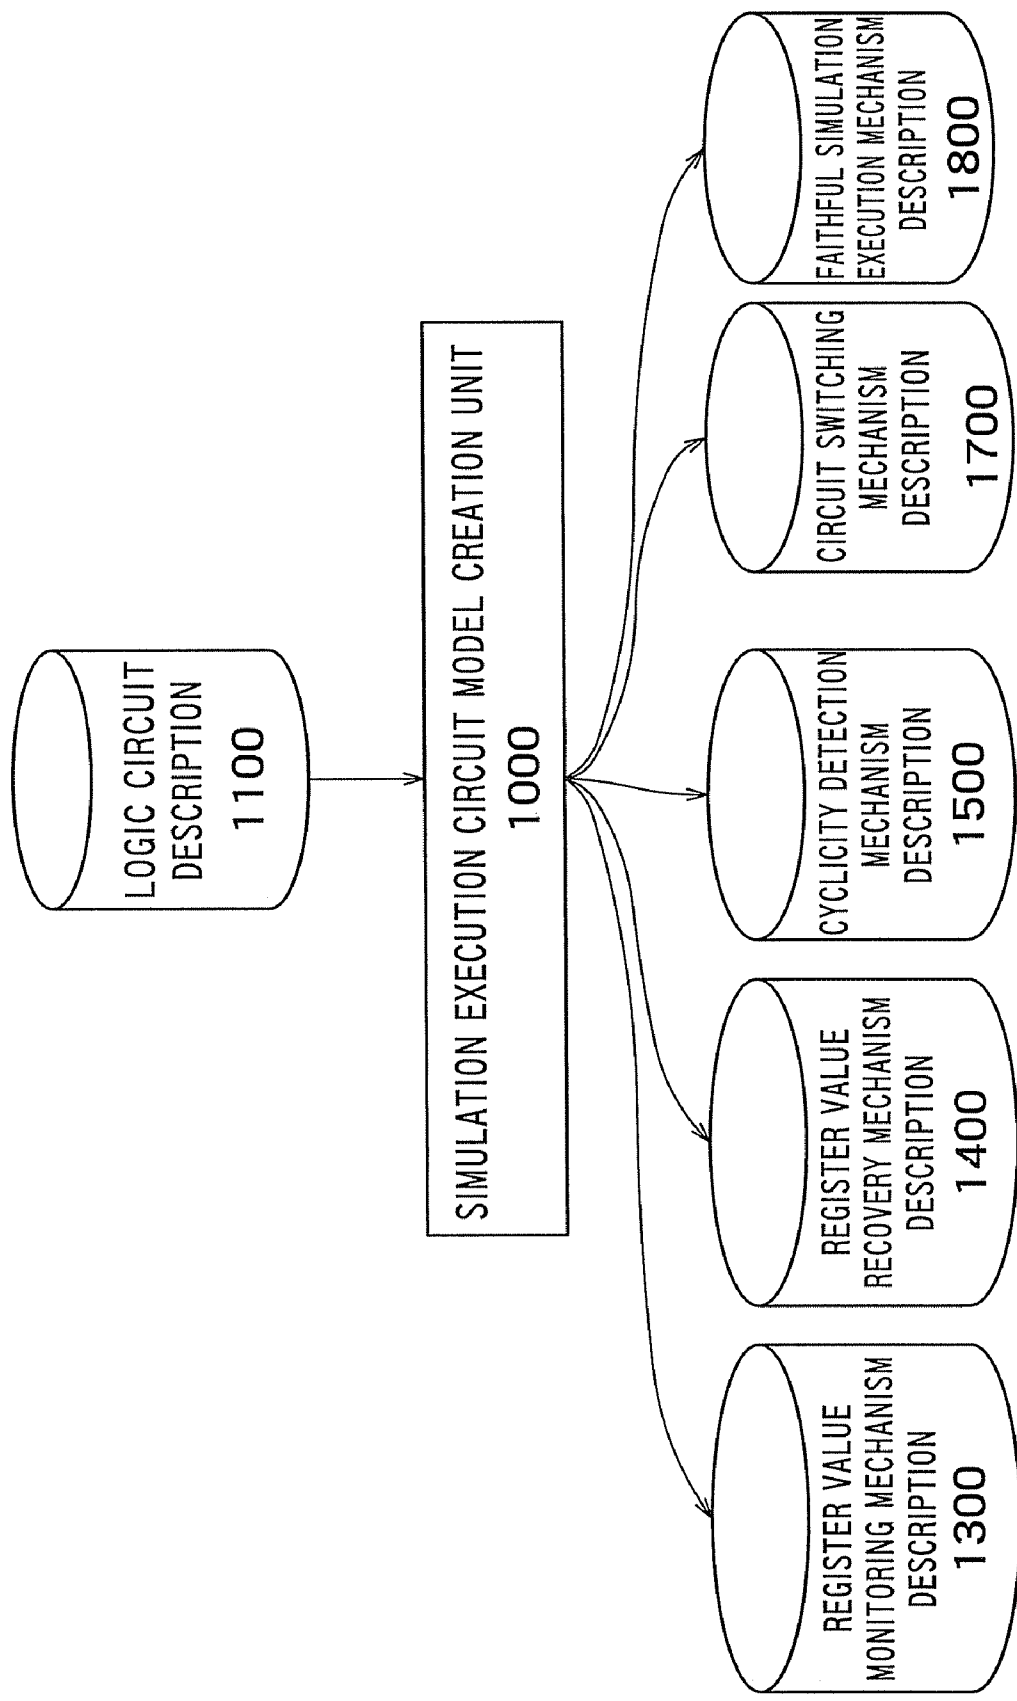 LOGIC CIRCUIT
DESCRIPTION
1100
SIMULATION EXECUTION CIRCUIT MODEL CREATION UNIT
1000
REGISTER VALUE
MONITORING MECHANISM
DESCRIPTION
1300
REGISTER VALUE
RECOVERY MECHANISM
DESCRIPTION
1400
CYCLICITY DETECTION
MECHANISM
DESCRIPTION
1500
CIRCUIT SWITCHING
MECHANISM
DESCRIPTION
1700
FAITHFUL SIMULATION
EXECUTION MECHANISM
DESCRIPTION
1800